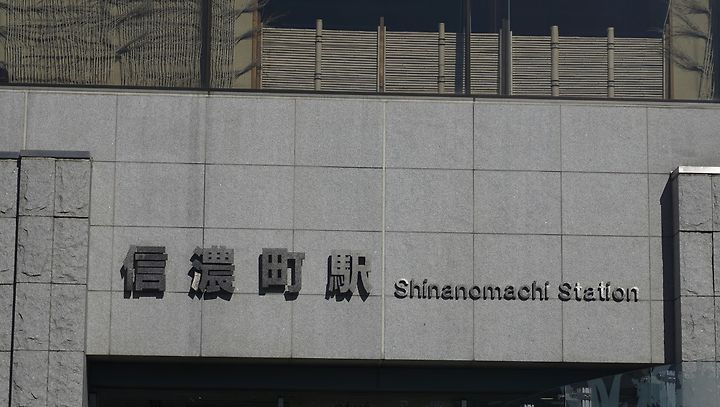 信濃町駅 Shinanomachi Station